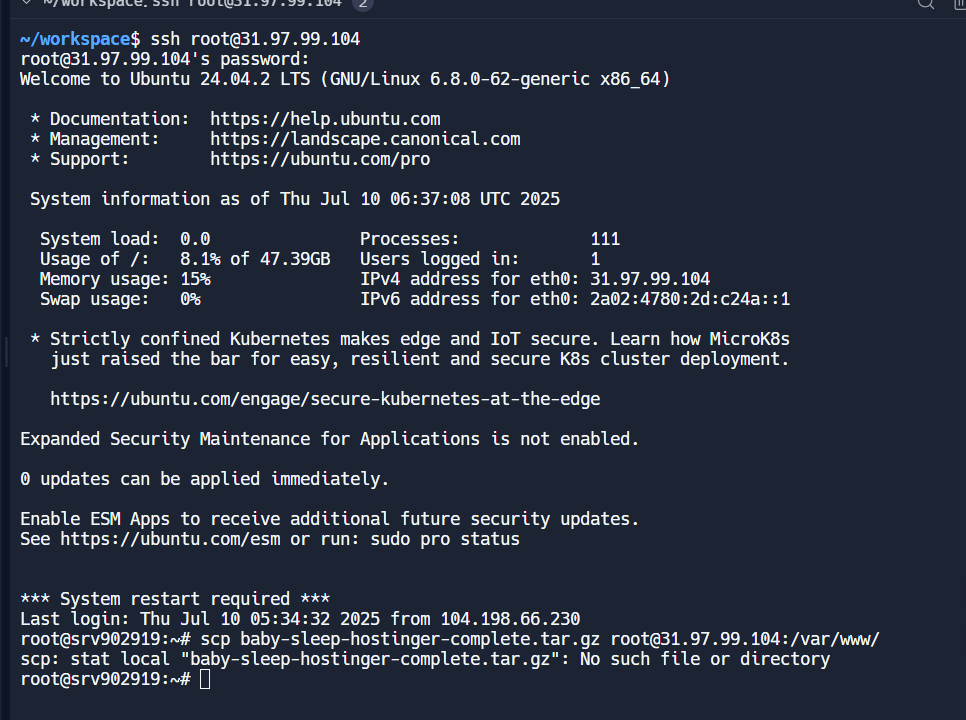 ~/workspace: ssh root@31.97.99.104 2
~/workspace$ ssh root@31.97.99.104
root@31.97.99.104's password:
Welcome to Ubuntu 24.04.2 LTS (GNU/Linux 6.8.0-62-generic x86_64)
* Documentation: https://help.ubuntu.com
* Management: https://landscape.canonical.com
* Support: https://ubuntu.com/pro
System information as of Thu Jul 10 06:37:08 UTC 2025
System load: 0.0 Processes: 111
Usage of /: 8.1% of 47.39GB Users logged in: 1
Memory usage: 15% IPv4 address for eth0: 31.97.99.104
Swap usage: 0% IPv6 address for eth0: 2a02:4780:2d:c24a::1
* Strictly confined Kubernetes makes edge and IoT secure. Learn how MicroK8s
just raised the bar for easy, resilient and secure K8s cluster deployment.
https://ubuntu.com/engage/secure-kubernetes-at-the-edge
Expanded Security Maintenance for Applications is not enabled.
0 updates can be applied immediately.
Enable ESM Apps to receive additional future security updates.
See https://ubuntu.com/esm or run: sudo pro status
*** System restart required ***
Last login: Thu Jul 10 05:34:32 2025 from 104.198.66.230
root@srv902919:~# scp baby-sleep-hostinger-complete.tar.gz root@31.97.99.104:/var/www/
scp: stat local "baby-sleep-hostinger-complete.tar.gz": No such file or directory
root@srv902919:~#